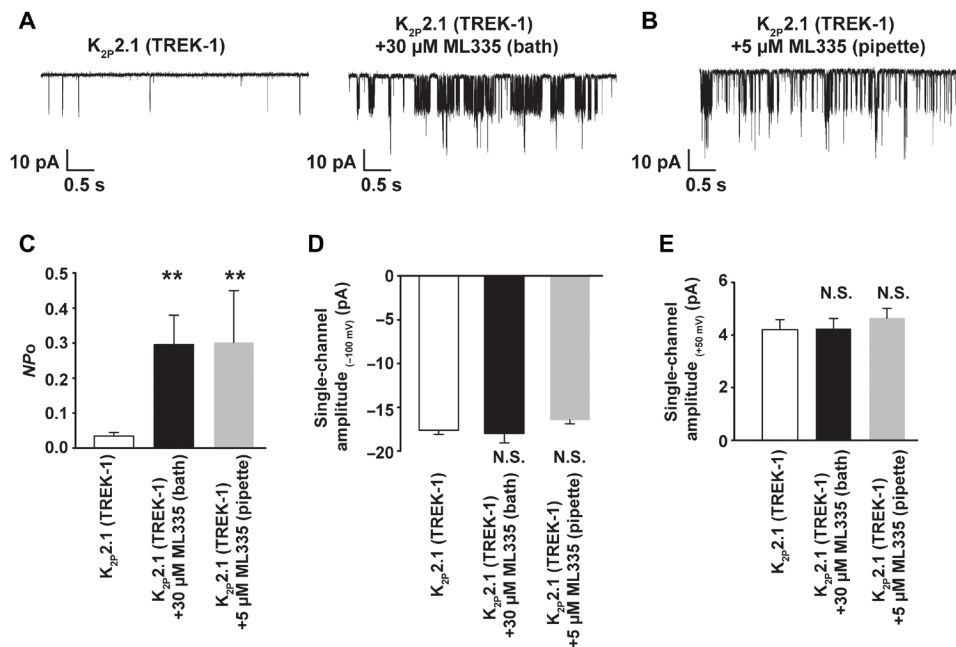 A
K2P2.1 (TREK-1)
K2P2.1 (TREK-1)
+30 µM ML335 (bath)
10 pA
0.5 s
10 pA
0.5 s
B
K2P2.1 (TREK-1)
+5 µM ML335 (pipette)
10 pA
0.5 s
C
NPo
0.5
0.4
0.3
0.2
0.1
0.0
**
**
K2P2.1 (TREK-1)
K2P2.1 (TREK-1)
+30 µM ML335 (bath)
K2P2.1 (TREK-1)
+5 µM ML335 (pipette)
D
Single-channel
amplitude (−100 mV) (pA)
0
−5
−10
−15
−20
N.S.
N.S.
K2P2.1 (TREK-1)
K2P2.1 (TREK-1)
+30 µM ML335 (bath)
K2P2.1 (TREK-1)
+5 µM ML335 (pipette)
E
Single-channel
amplitude (+50 mV) (pA)
6
4
2
0
N.S.
N.S.
K2P2.1 (TREK-1)
K2P2.1 (TREK-1)
+30 µM ML335 (bath)
K2P2.1 (TREK-1)
+5 µM ML335 (pipette)